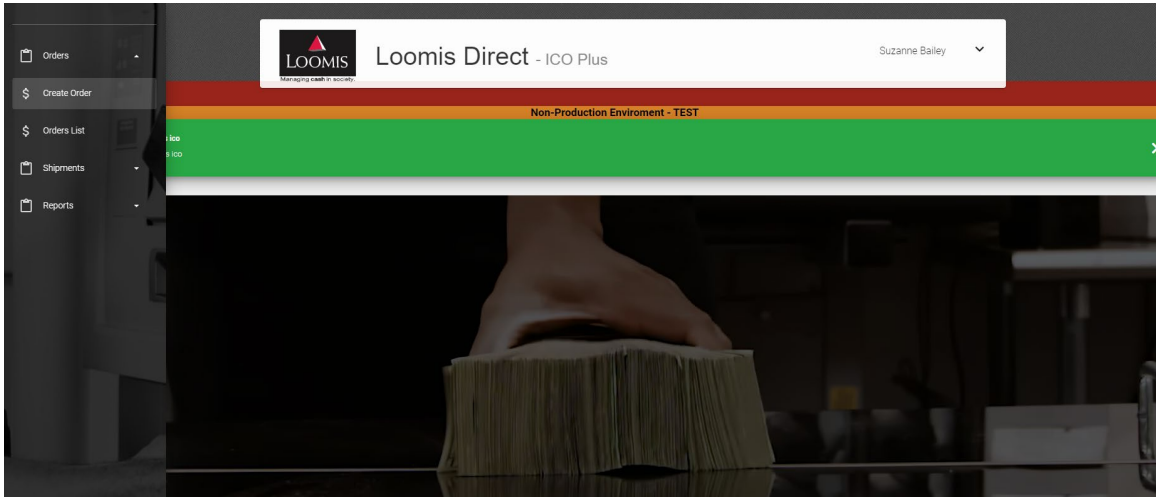 Orders
Create Order
Orders List
Shipments
Reports
LOOMIS
Managing cash in society.
Loomis Direct - ICO Plus
Suzanne Bailey
Non-Production Enviroment - TEST
s ico
s ico